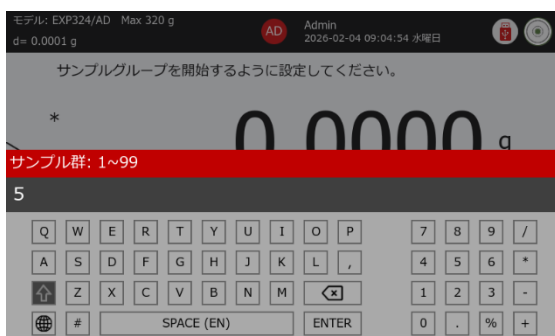 モデル: EXP324/AD Max 320 g
d= 0.0001 g
AD
Admin
2026-02-04 09:04:54 水曜日
サンプルグループを開始するように設定してください。
*
0.0000 g
サンプル群: 1~99
5
Q W E R T Y U I O P 7 8 9 /
A S D F G H J K L , 4 5 6 *
Z X C V B N M 1 2 3 -
# SPACE (EN) ENTER 0 . % +